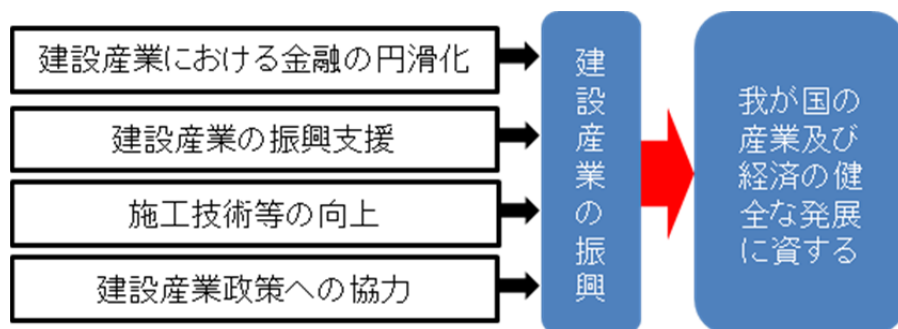 建設産業における金融の円滑化
建設産業の振興支援
施工技術等の向上
建設産業政策への協力
建設産業の振興
我が国の
産業及び
経済の健
全な発展
に資する